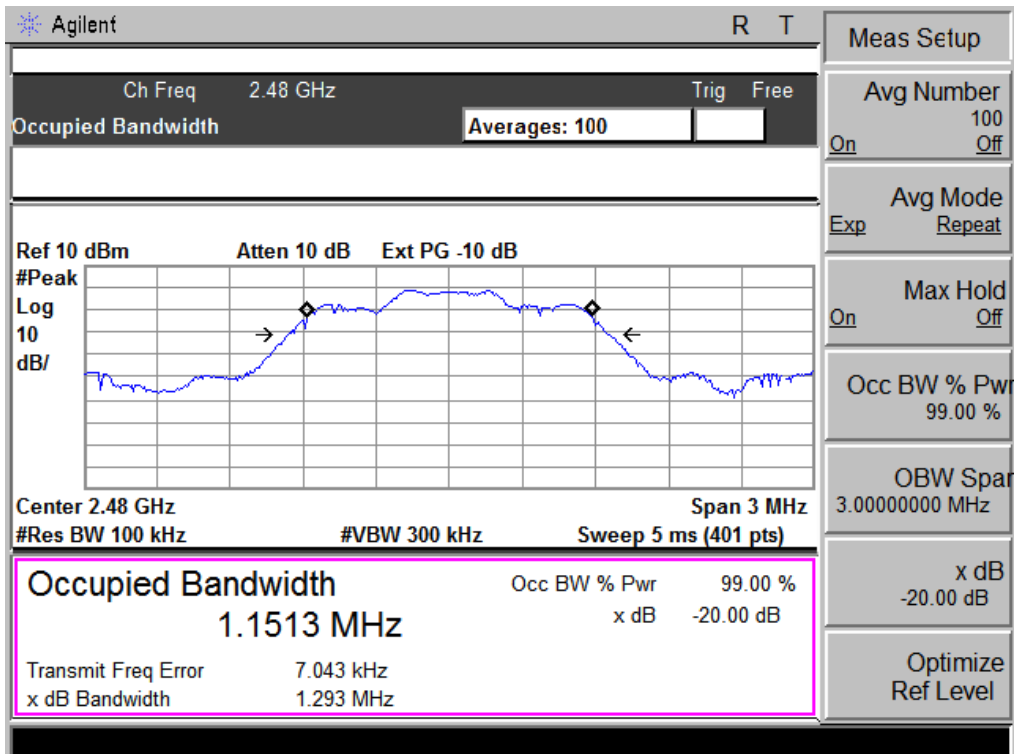 Agilent R T
Meas Setup
Ch Freq 2.48 GHz Trig Free
Occupied Bandwidth Averages: 100
Avg Number
100
On Off
Avg Mode
Exp Repeat
Max Hold
On Off
Occ BW % Pwr
99.00 %
OBW Span
3.00000000 MHz
x dB
-20.00 dB
Optimize
Ref Level
Ref 10 dBm Atten 10 dB Ext PG -10 dB
#Peak
Log
10
dB/
Center 2.48 GHz Span 3 MHz
#Res BW 100 kHz #VBW 300 kHz Sweep 5 ms (401 pts)
Occupied Bandwidth Occ BW % Pwr 99.00 %
1.1513 MHz x dB -20.00 dB
Transmit Freq Error 7.043 kHz
x dB Bandwidth 1.293 MHz